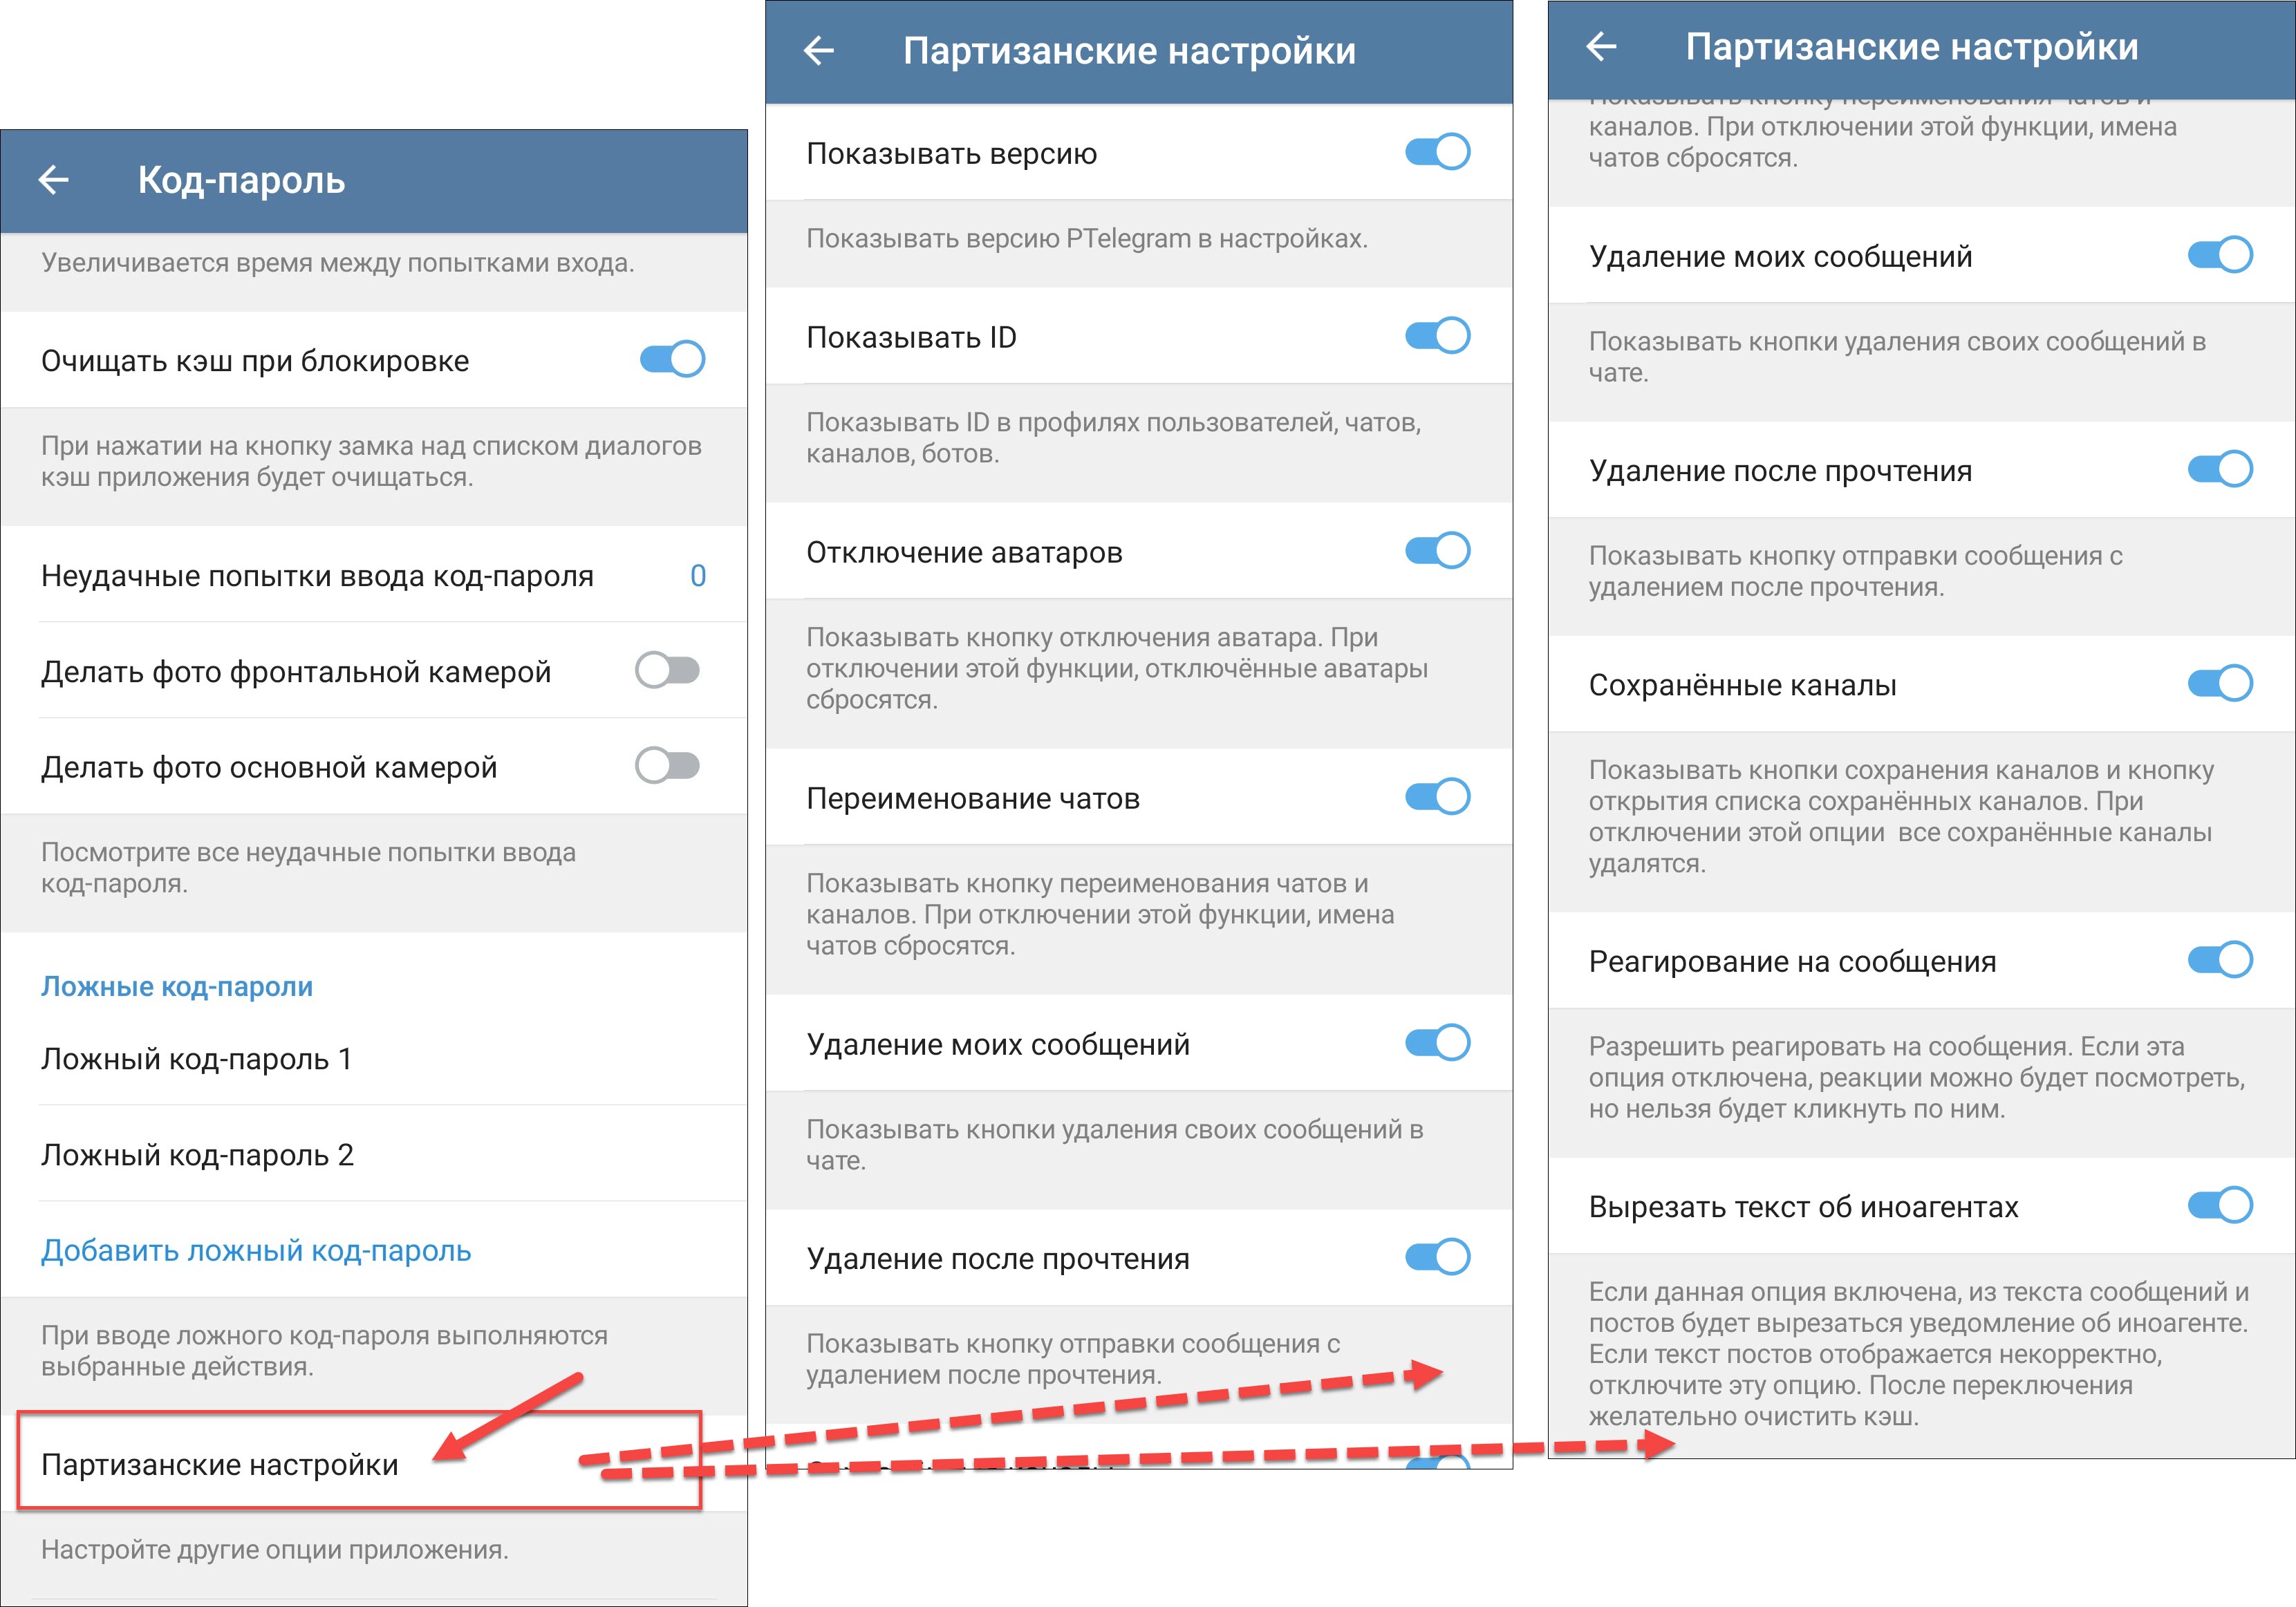 Код-пароль
Увеличивается время между попытками входа.
Очищать кэш при блокировке
При нажатии на кнопку замка над списком диалогов
кэш приложения будет очищаться.
Неудачные попытки ввода код-пароля 0
Делать фото фронтальной камерой
Делать фото основной камерой
Посмотрите все неудачные попытки ввода
код-пароля.
Ложные код-пароли
Ложный код-пароль 1
Ложный код-пароль 2
Добавить ложный код-пароль
При вводе ложного код-пароля выполняются
выбранные действия.
Партизанские настройки
Настройте другие опции приложения.
Партизанские настройки
Показывать версию
Показывать версию PTelegram в настройках.
Показывать ID
Показывать ID в профилях пользователей, чатов,
каналов, ботов.
Отключение аватаров
Показывать кнопку отключения аватара. При
отключении этой функции, отключённые аватары
сбросятся.
Переименование чатов
Показывать кнопку переименования чатов и
каналов. При отключении этой функции, имена
чатов сбросятся.
Удаление моих сообщений
Показывать кнопки удаления своих сообщений в
чате.
Удаление после прочтения
Показывать кнопку отправки сообщения с
удалением после прочтения.
Партизанские настройки
Показывать кнопку переименования чатов и
каналов. При отключении этой функции, имена
чатов сбросятся.
Удаление моих сообщений
Показывать кнопки удаления своих сообщений в
чате.
Удаление после прочтения
Показывать кнопку отправки сообщения с
удалением после прочтения.
Сохранённые каналы
Показывать кнопки сохранения каналов и кнопку
открытия списка сохранённых каналов. При
отключении этой опции  все сохранённые каналы
удалятся.
Реагирование на сообщения
Разрешить реагировать на сообщения. Если эта
опция отключена, реакции можно будет посмотреть,
но нельзя будет кликнуть по ним.
Вырезать текст об иноагентах
Если данная опция включена, из текста сообщений и
постов будет вырезаться уведомление об иноагенте.
Если текст постов отображается некорректно,
отключите эту опцию. После переключения
желательно очистить кэш.